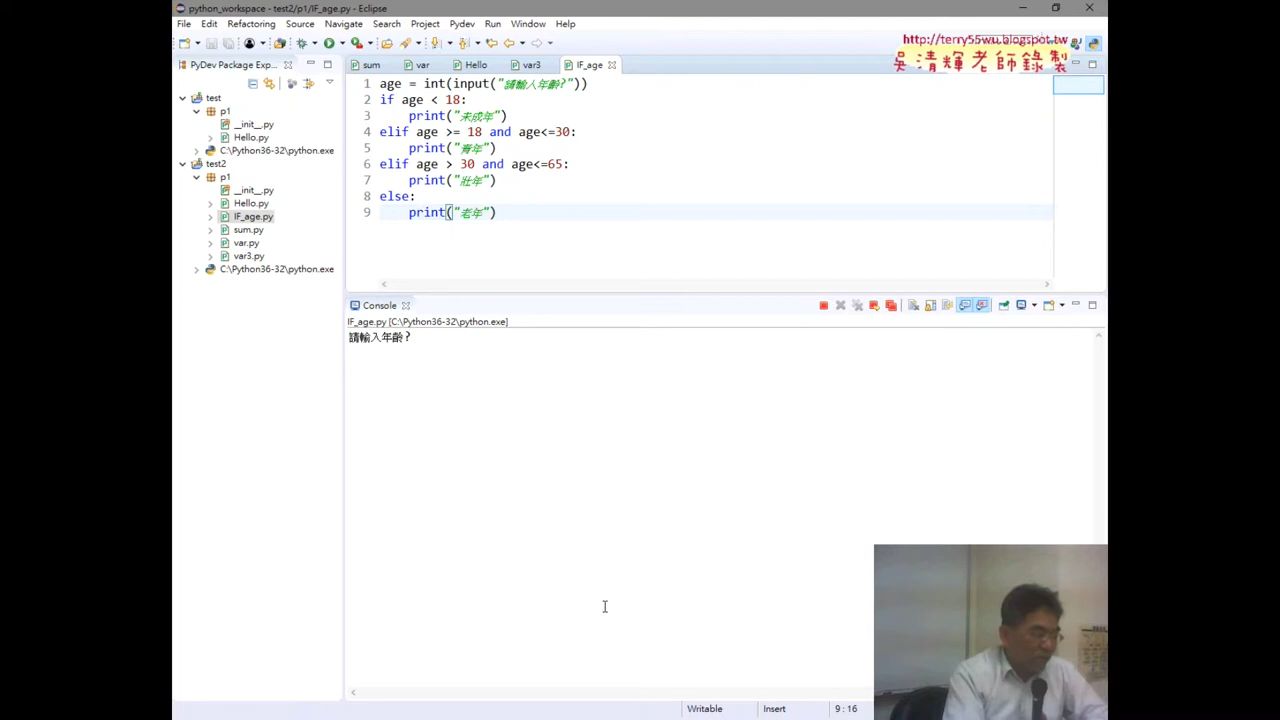 python_workspace - test2/p1/IF_age.py - Eclipse
File Edit Refactoring Source Navigate Search Project Pydev Run Window Help
http://terry55wu.blogspot.tw
吳清輝老師錄製
PyDev Package Exp...
sum var Hello var3 IF_age
test
p1
__init__.py
Hello.py
C:\Python36-32\python.exe
test2
p1
__init__.py
Hello.py
IF_age.py
sum.py
var.py
var3.py
C:\Python36-32\python.exe
1 age = int(input("請輸入年齡?"))
2 if age < 18:
3 print("未成年")
4 elif age >= 18 and age<=30:
5 print("青年")
6 elif age > 30 and age<=65:
7 print("壯年")
8 else:
9 print("老年")
Console
IF_age.py [C:\Python36-32\python.exe]
請輸入年齡?
Writable Insert 9 : 16